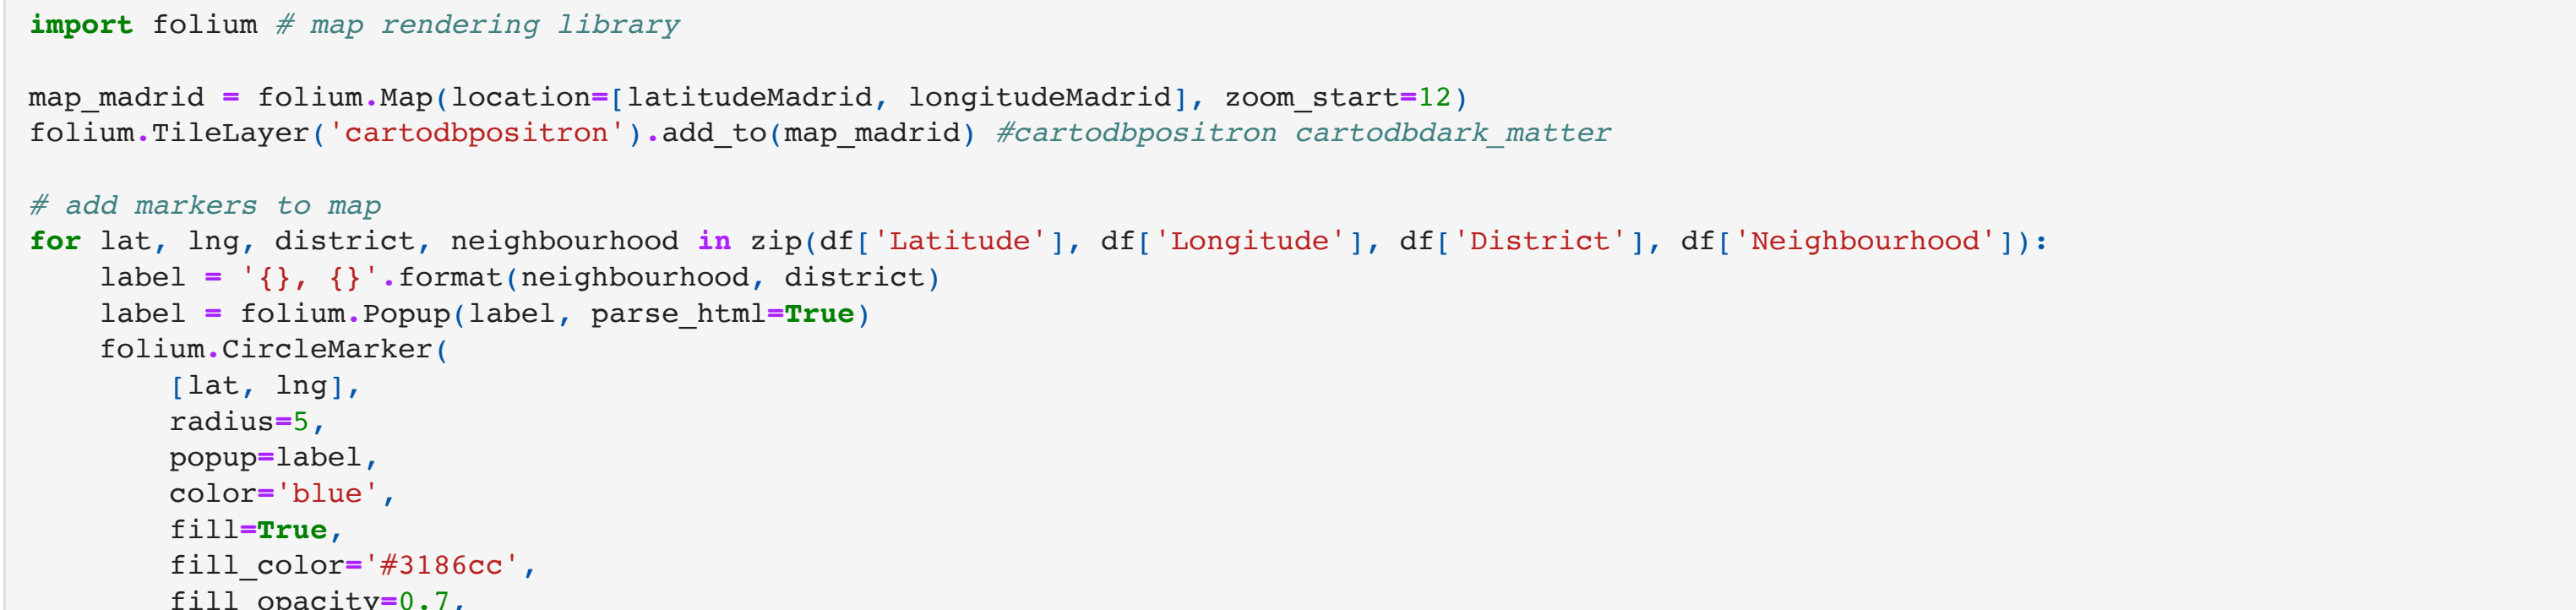 import folium # map rendering library
map_madrid = folium.Map(location=[latitudeMadrid, longitudeMadrid], zoom_start=12)
folium.TileLayer('cartodbpositron').add_to(map_madrid) #cartodbpositron cartodbdark_matter
# add markers to map
for lat, lng, district, neighbourhood in zip(df['Latitude'], df['Longitude'], df['District'], df['Neighbourhood']):
    label = '{}, {}'.format(neighbourhood, district)
    label = folium.Popup(label, parse_html=True)
    folium.CircleMarker(
        [lat, lng],
        radius=5,
        popup=label,
        color='blue',
        fill=True,
        fill_color='#3186cc',
        fill_opacity=0.7,